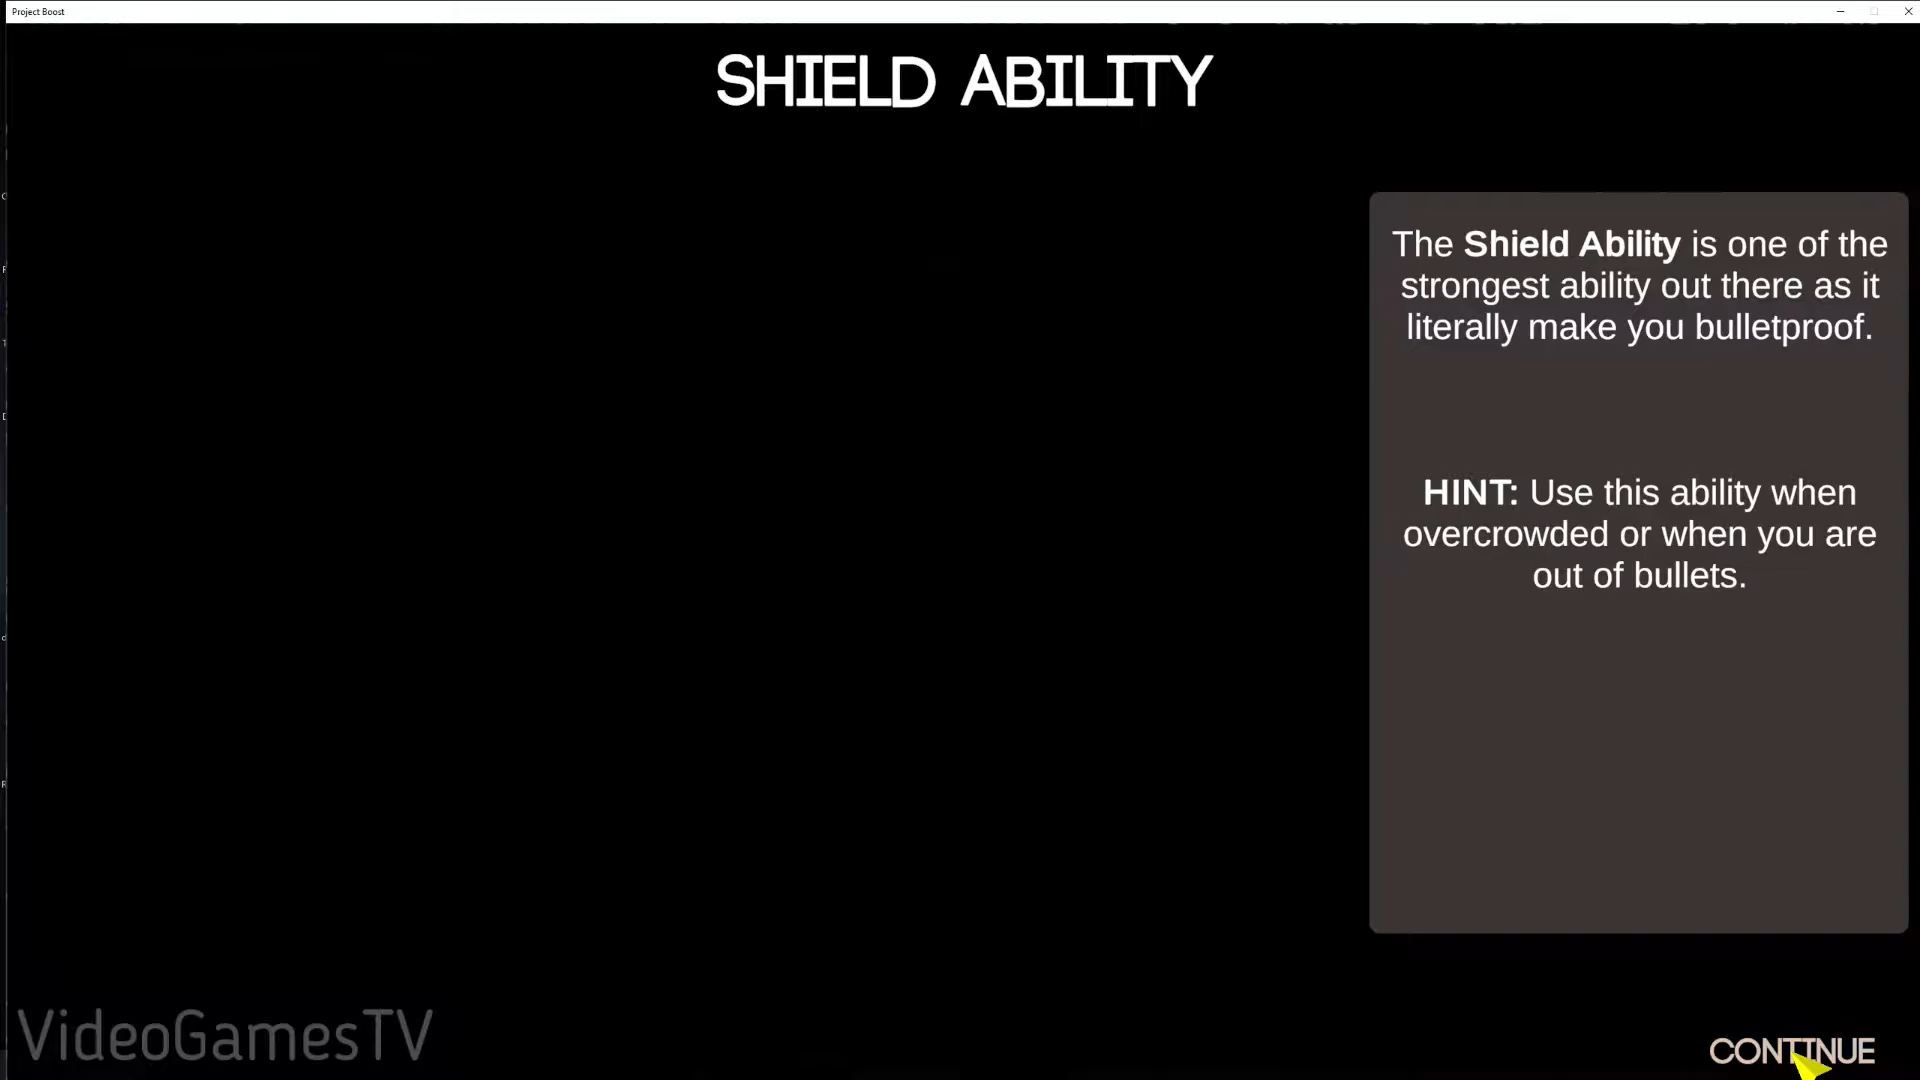 Project Boost
SHIELD ABILITY
The Shield Ability is one of the
strongest ability out there as it
literally make you bulletproof.
HINT: Use this ability when
overcrowded or when you are
out of bullets.
VideoGamesTV
CONTINUE